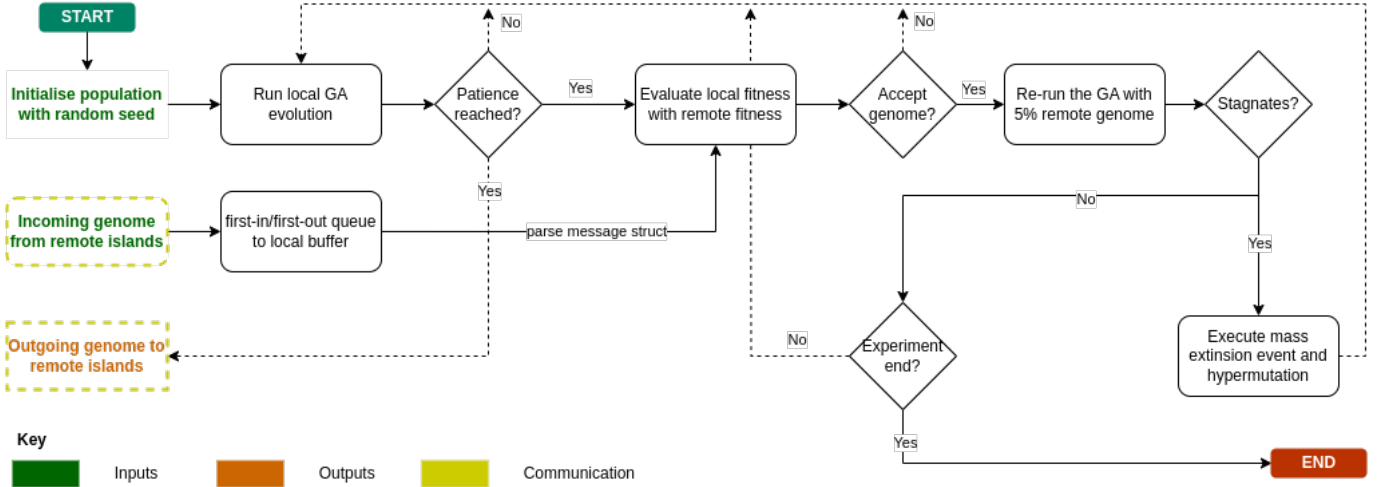 START
No
No
Initialise population
with random seed
Run local GA
evolution
Patience
reached?
Yes
Evaluate local fitness
with remote fitness
Accept
genome?
Yes
Re-run the GA with
5% remote genome
Stagnates?
Yes
No
Incoming genome
from remote islands
first-in/first-out queue
to local buffer
parse message struct
Yes
Outgoing genome to
remote islands
No
Experiment
end?
Execute mass
extinsion event and
hypermutation
Yes
END
Key
Inputs
Outputs
Communication